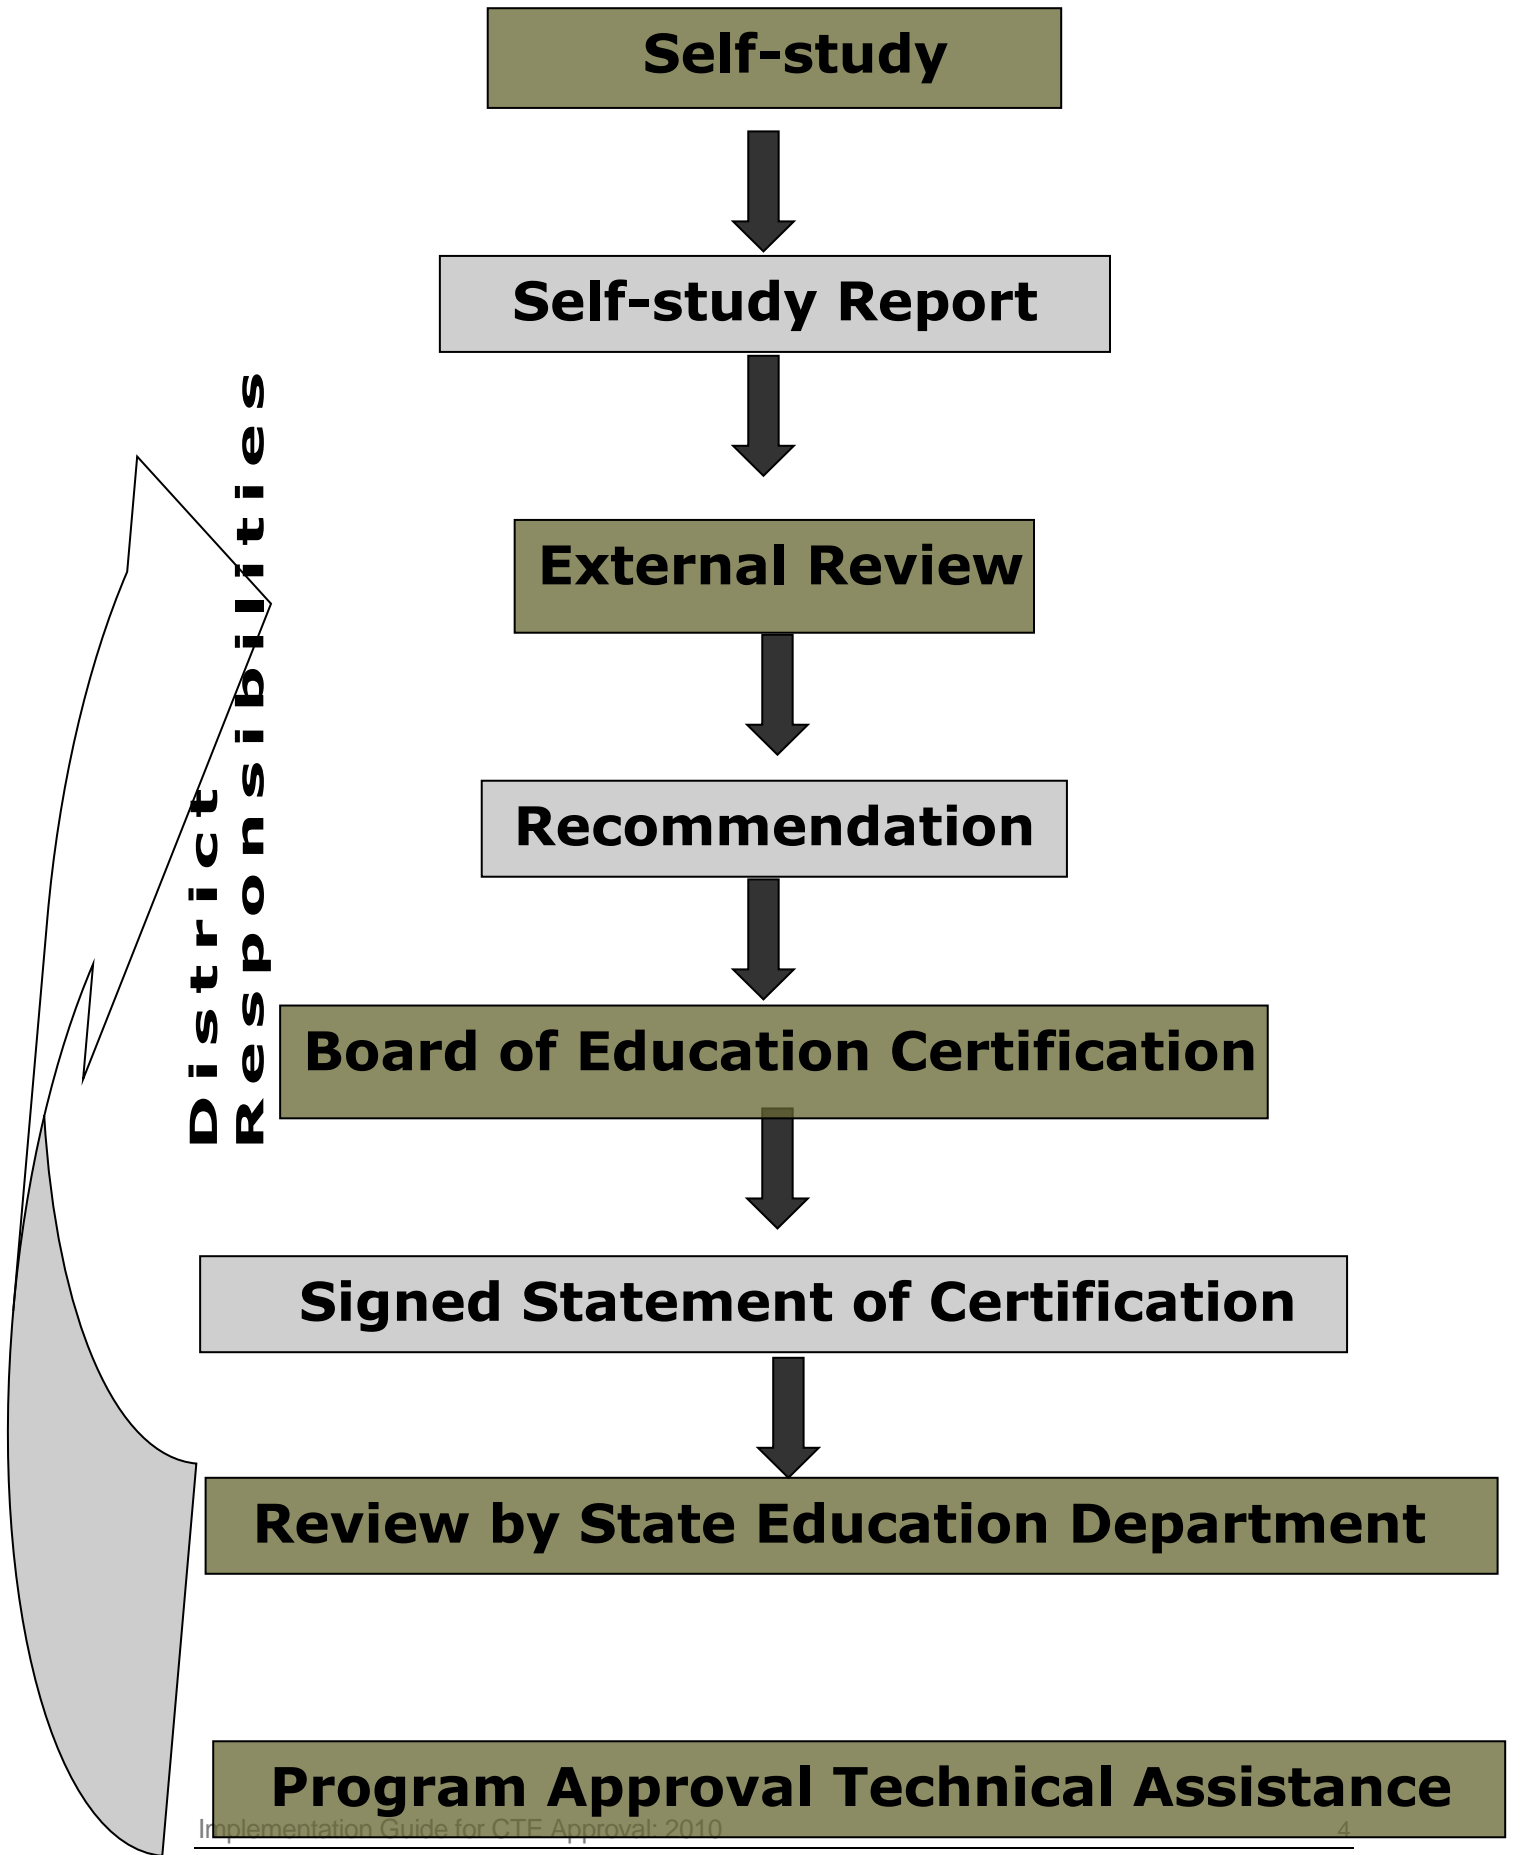 Self-study
Self-study Report
District
Responsibilities
External Review
Recommendation
Board of Education Certification
Signed Statement of Certification
Review by State Education Department
Program Approval Technical Assistance
Implementation Guide for CTE Approval: 2010 4